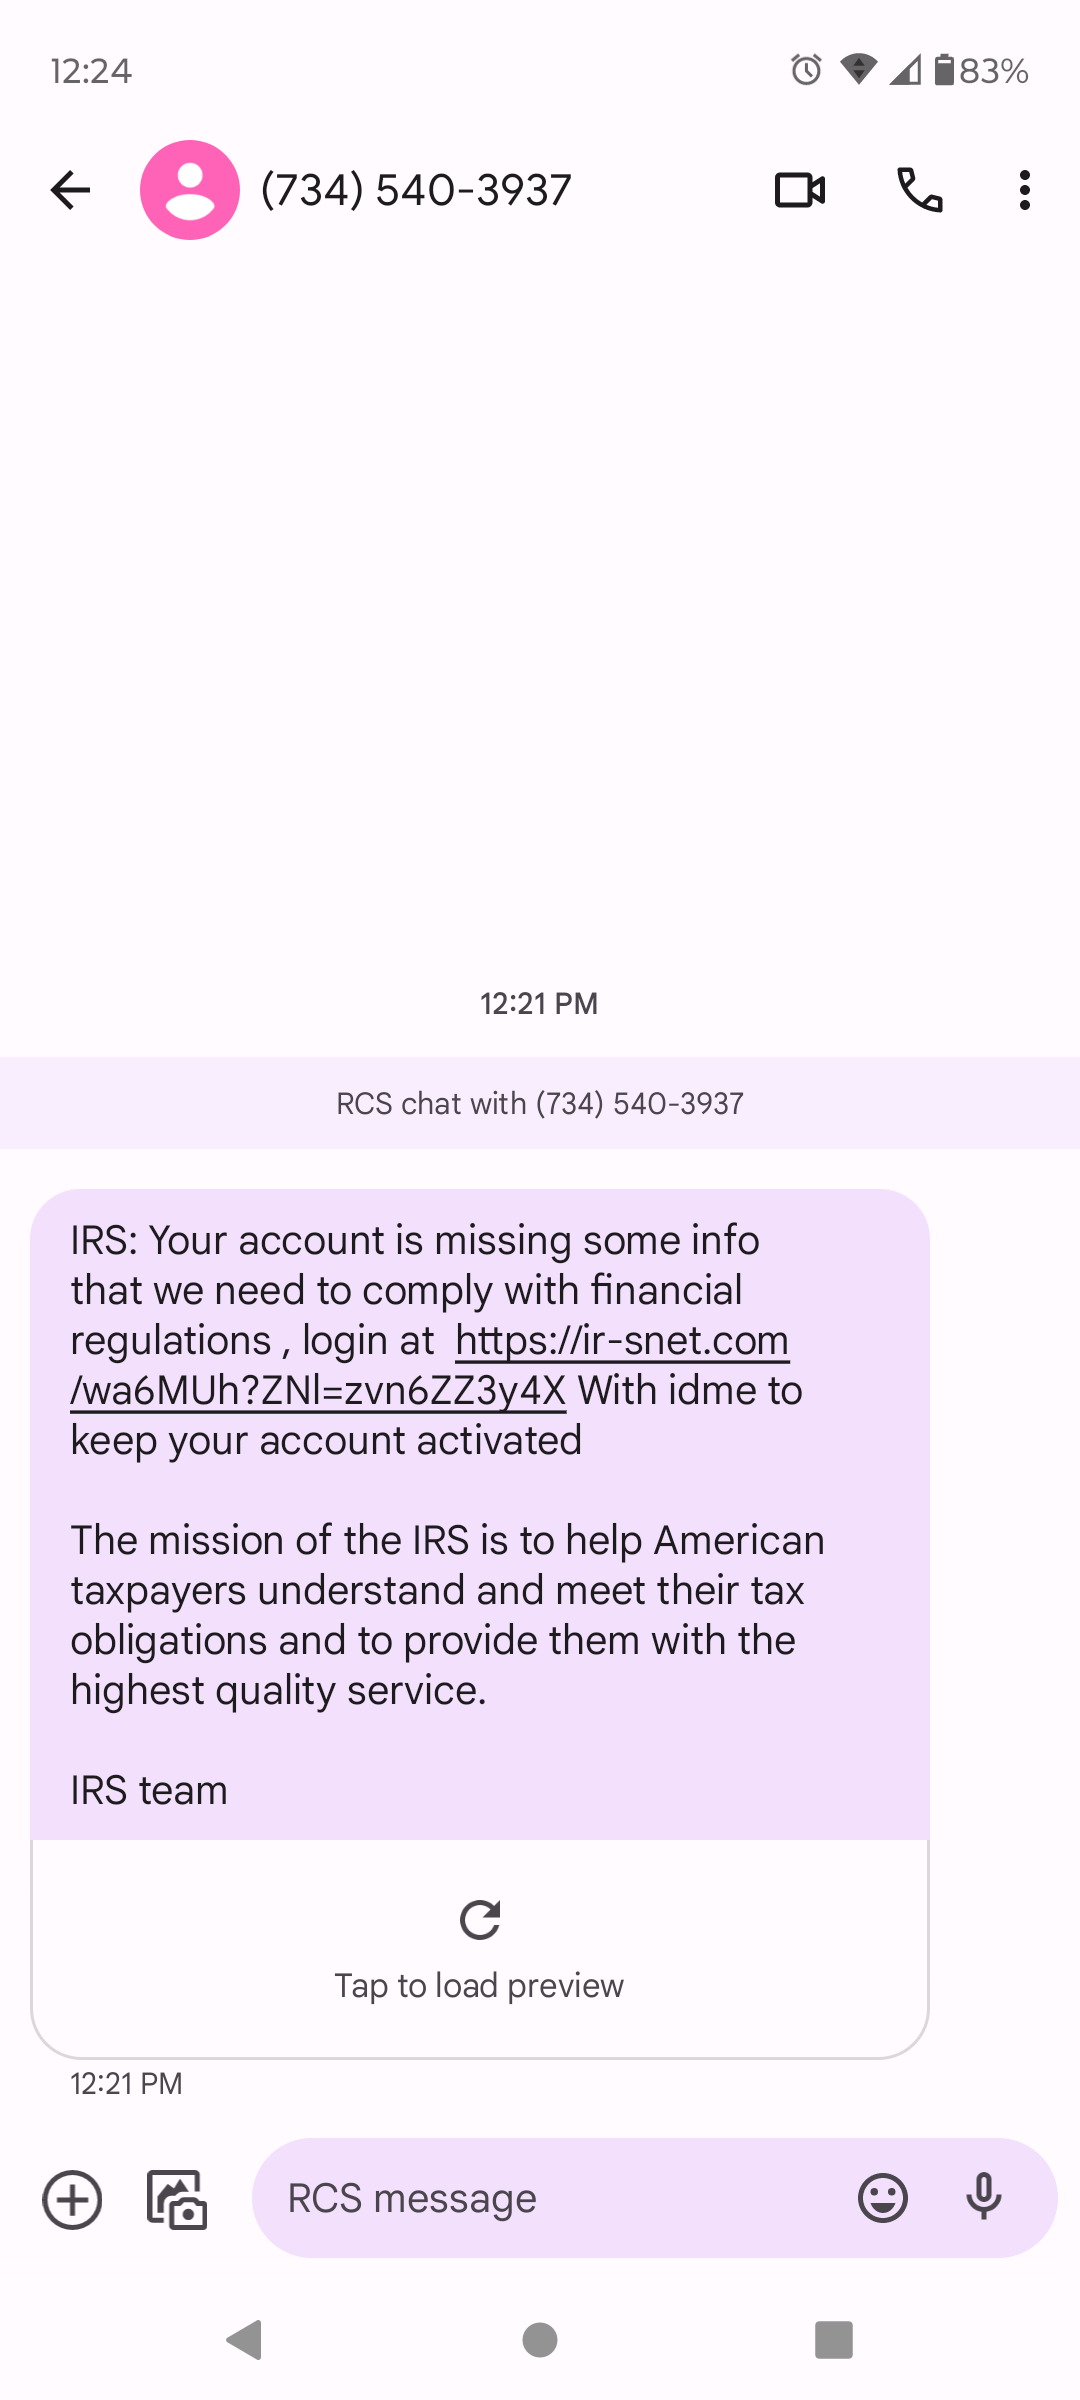 12:24
83%
(734) 540-3937
12:21 PM
RCS chat with (734) 540-3937
IRS: Your account is missing some info
that we need to comply with financial
regulations , login at  https://ir-snet.com
/wa6MUh?ZNl=zvn6ZZ3y4X With idme to
keep your account activated
The mission of the IRS is to help American
taxpayers understand and meet their tax
obligations and to provide them with the
highest quality service.
IRS team
Tap to load preview
12:21 PM
RCS message